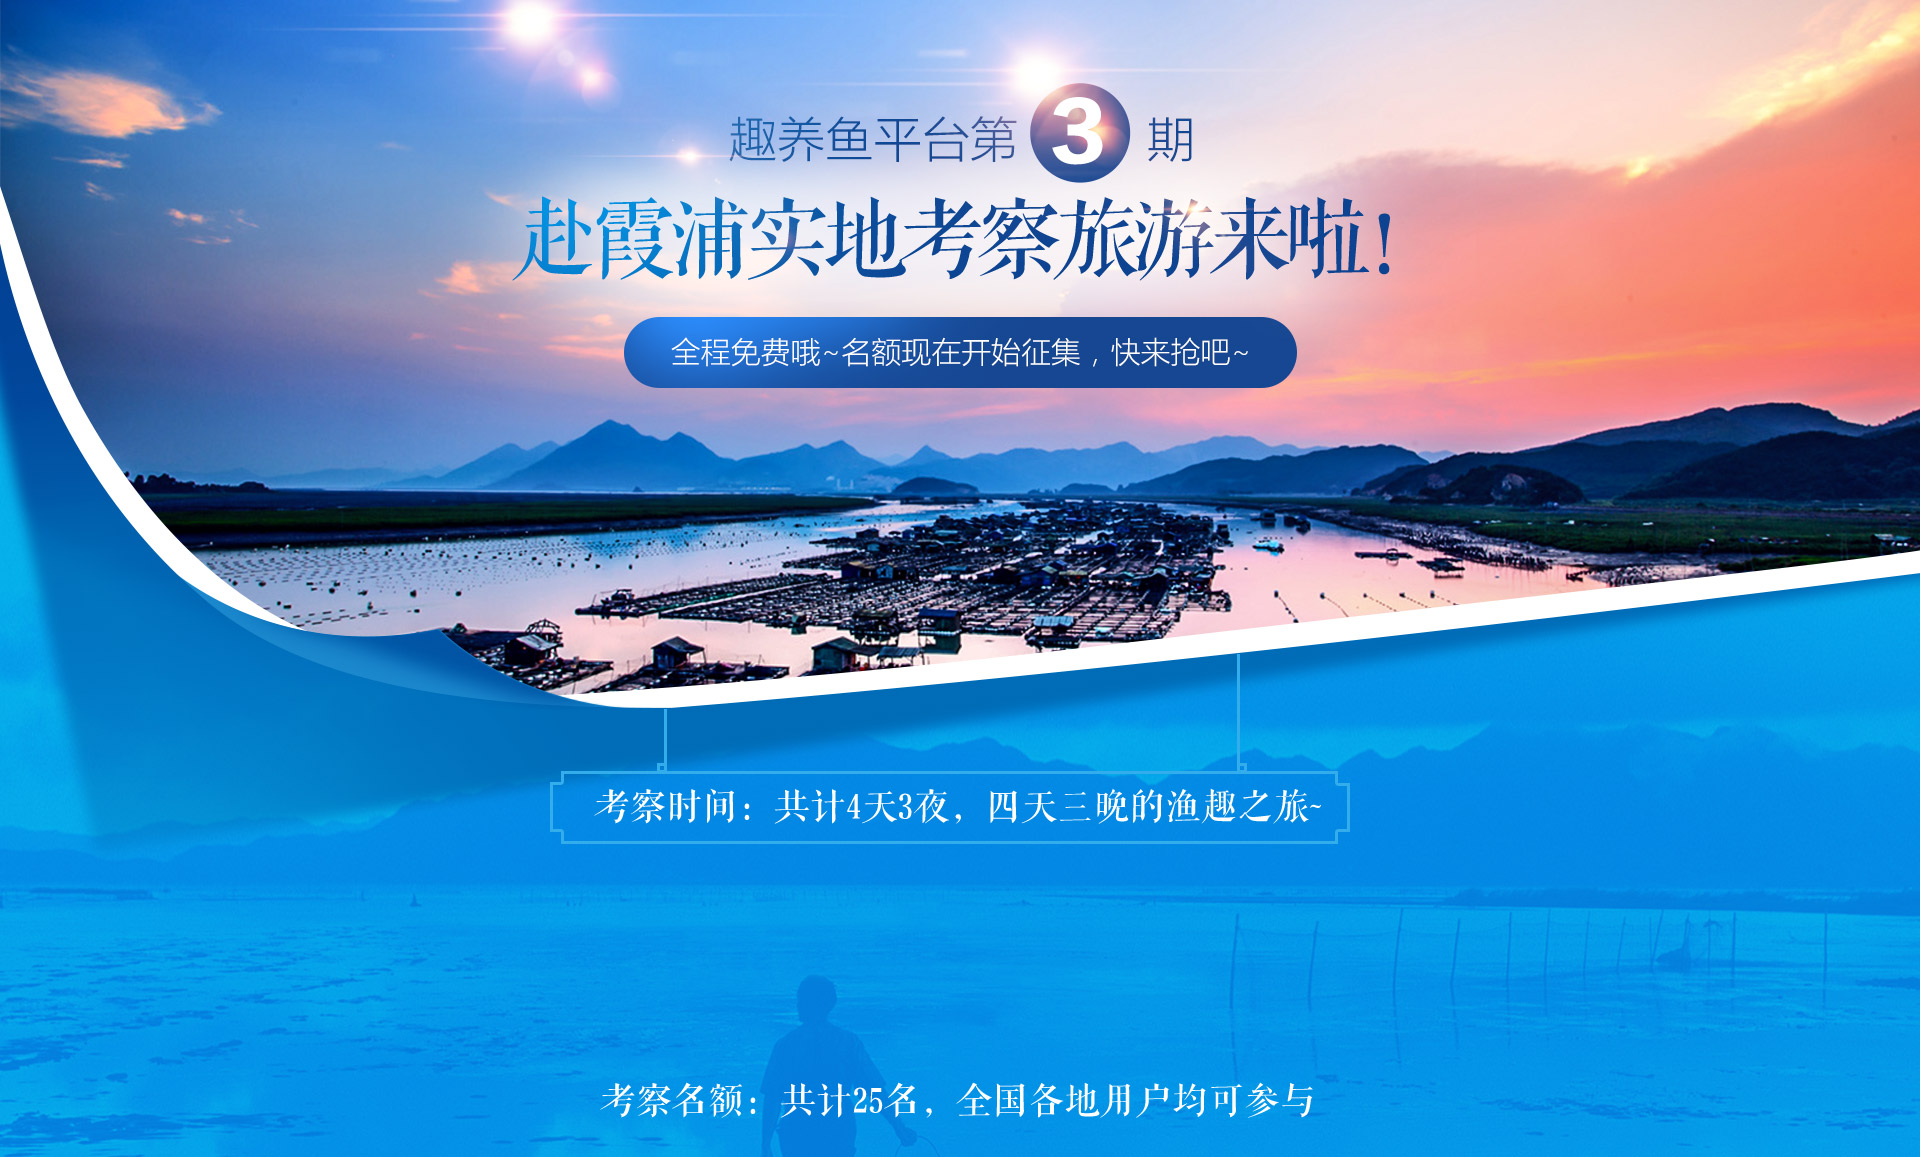 趣养鱼平台第3期
赴霞浦实地考察旅游来啦！
全程免费哦~名额现在开始征集，快来抢吧~
考察时间：共计4天3夜，四天三晚的渔趣之旅~
考察名额：共计25名，全国各地用户均可参与